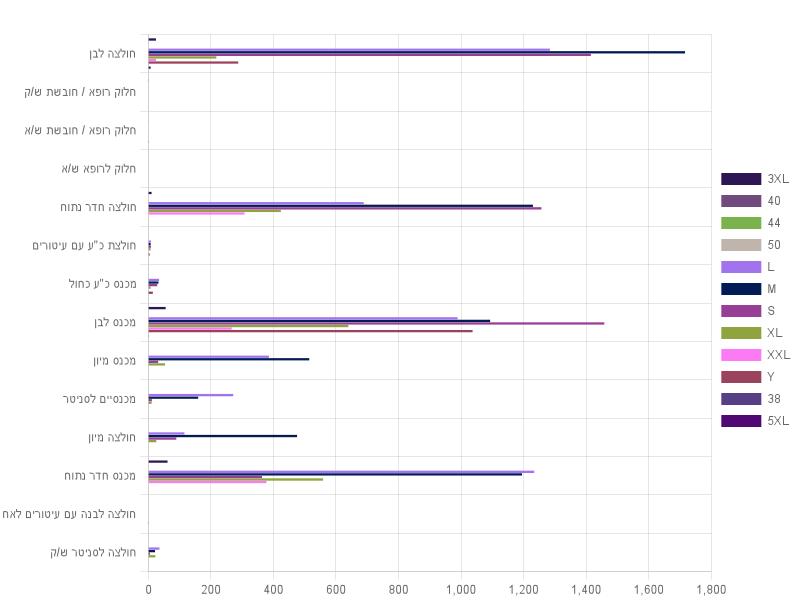 חולצה לבן
חלוק רופא / חובשת ש/ק
חלוק רופא / חובשת ש/א
חלוק לרופא ש/א
חולצה חדר נתוח
חולצת כ"ע עם עיטורים
מכנס כ"ע כחול
מכנס לבן
מכנס מיון
מכנסיים לסניטר
חולצה מיון
מכנס חדר נתוח
חולצה לבנה עם עיטורים לאח
חולצה לסניטר ש/ק
0 200 400 600 800 1,000 1,200 1,400 1,600 1,800
3XL
40
44
50
L
M
S
XL
XXL
Y
38
5XL